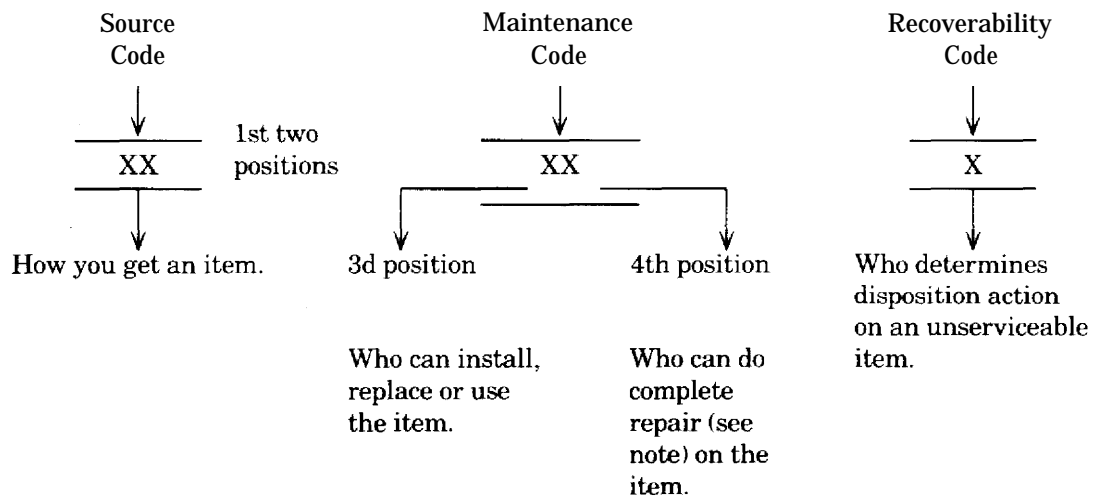 Source
Code
Maintenance
Code
Recoverability
Code
XX
1st two
positions
XX
X
How you get an item.
3d position
4th position
Who determines
disposition action
on an unserviceable
item.
Who can install,
replace or use
the item.
Who can do
complete
repair (see
note) on the
item.